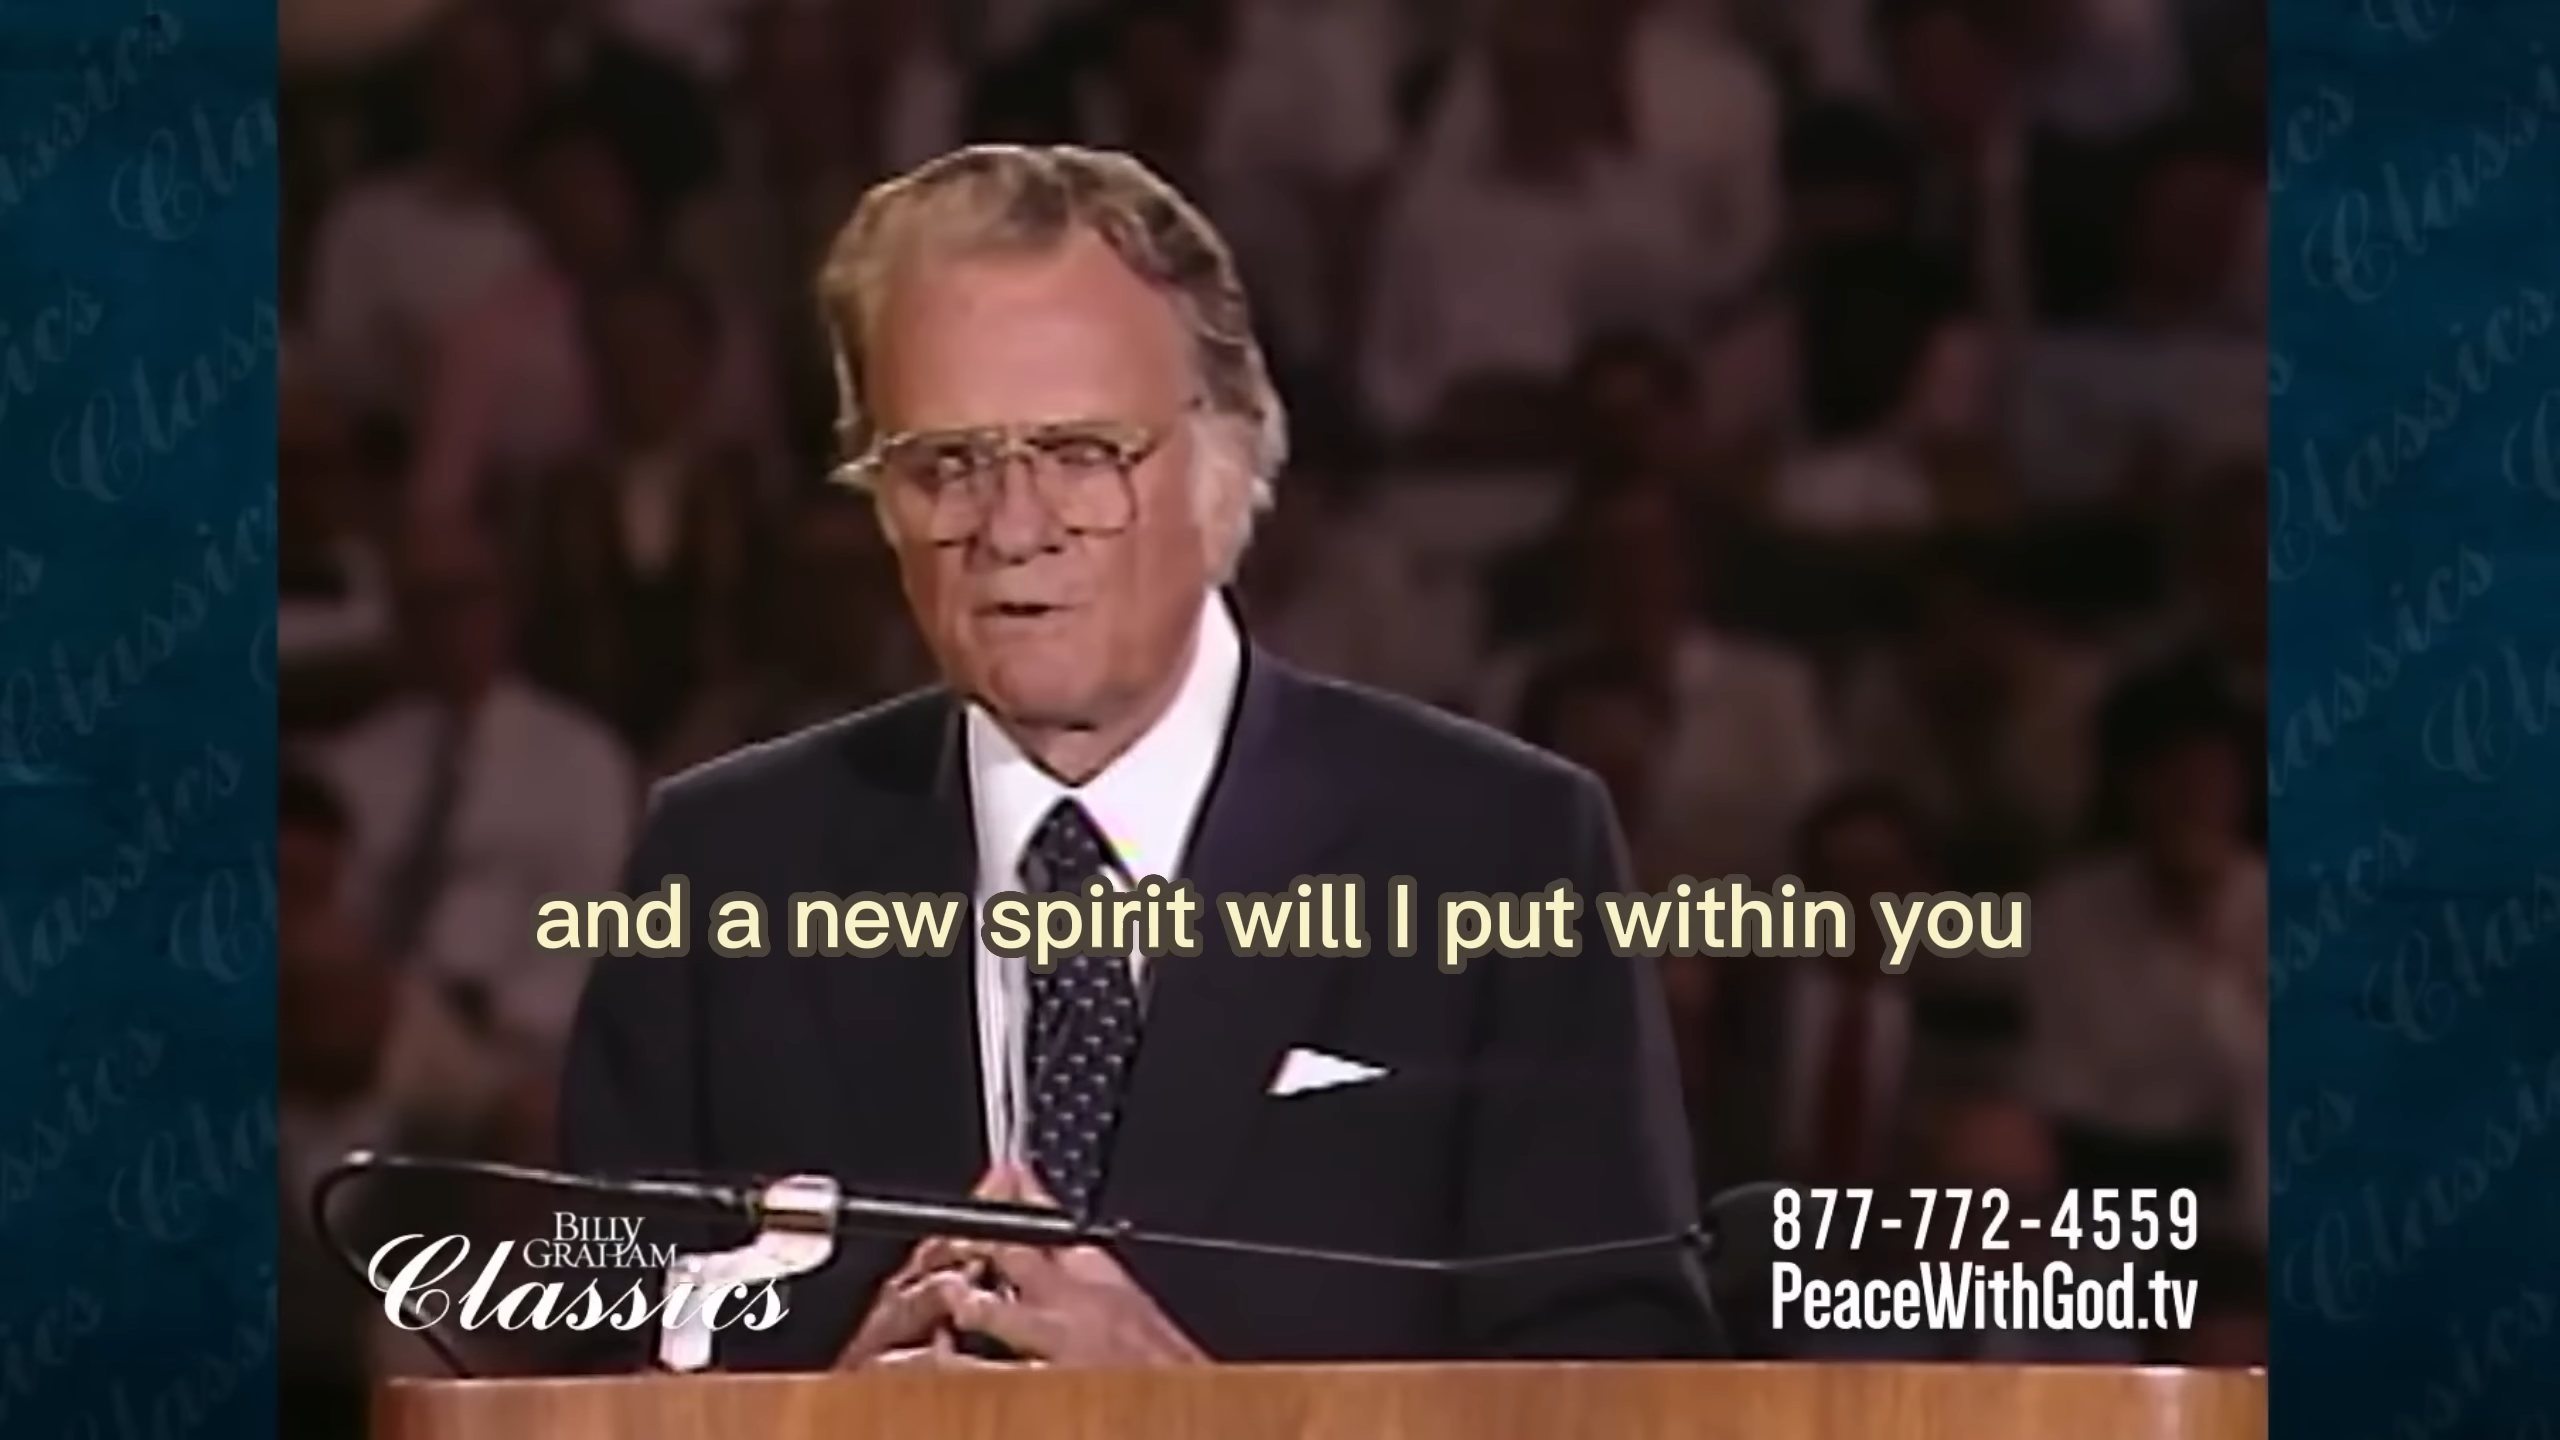 and a new spirit will I put within you
BILLY
GRAHAM
Classics
877-772-4559
PeaceWithGod.tv